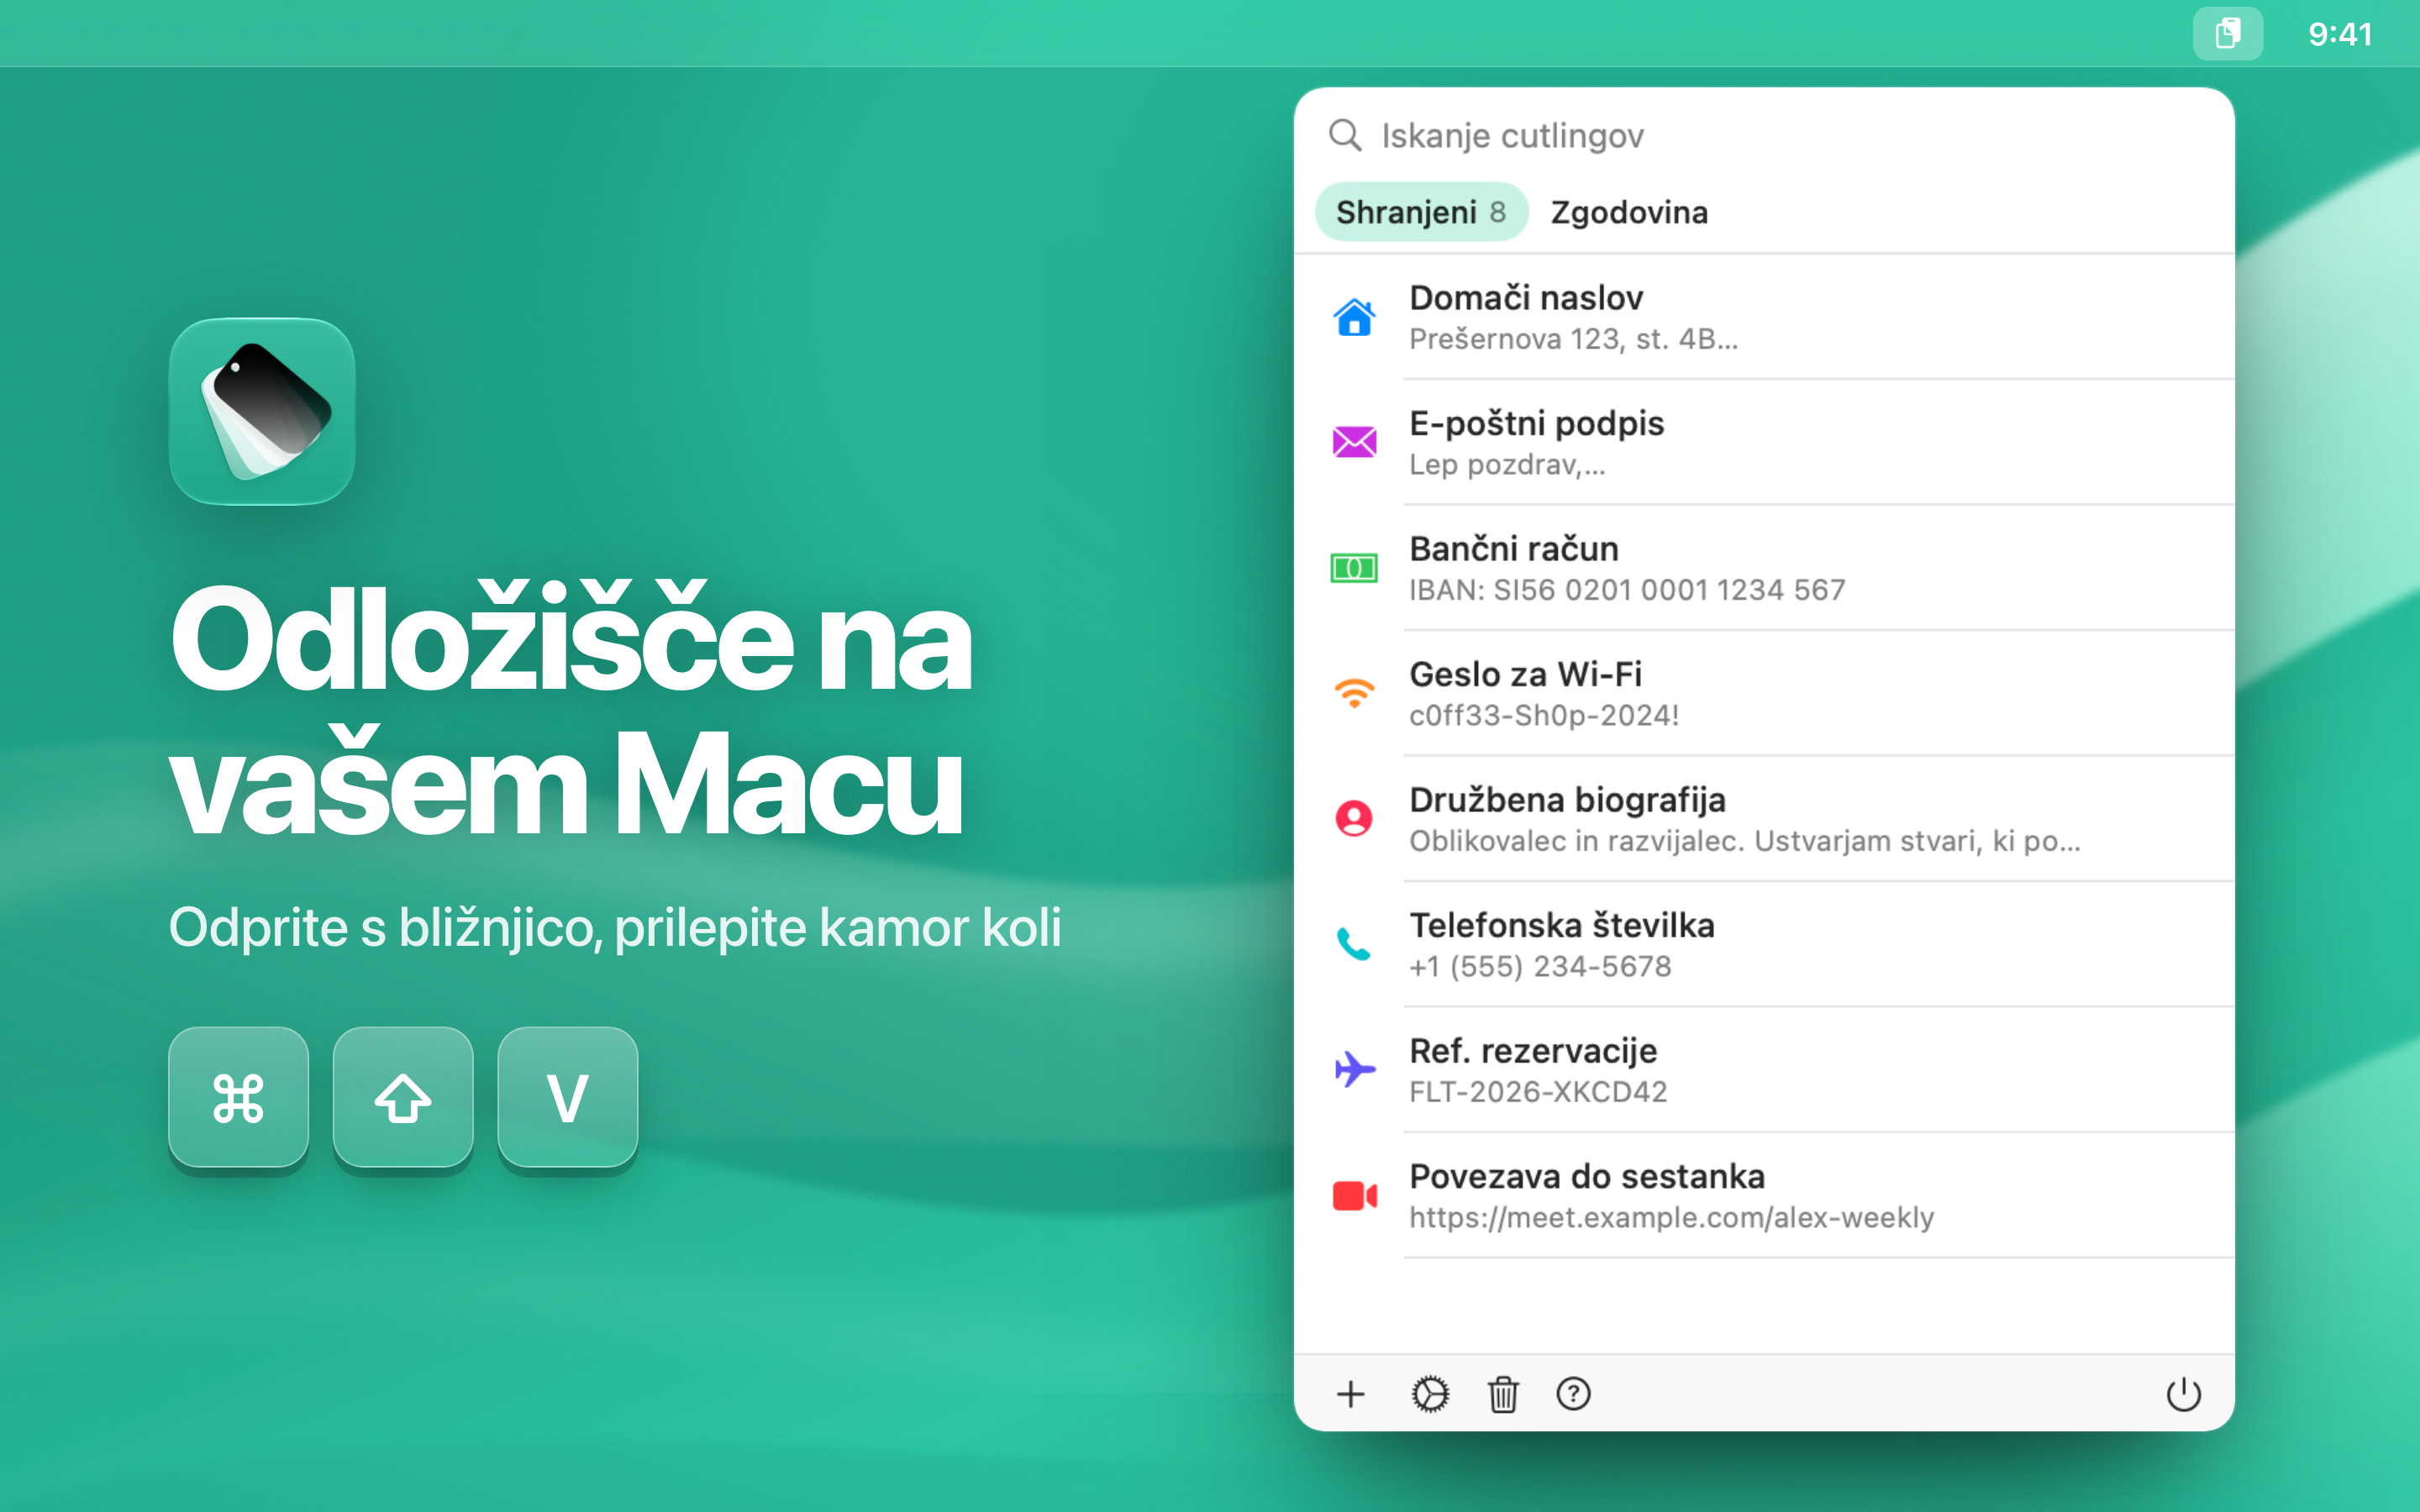 9:41
Odložišče na
vašem Macu
Odprite s bližnjico, prilepite kamor koli
⌘ ⇧ V
Iskanje cutlingov
Shranjeni 8 Zgodovina
Domači naslov
Prešernova 123, st. 4B...
E-poštni podpis
Lep pozdrav,...
Bančni račun
IBAN: SI56 0201 0001 1234 567
Geslo za Wi-Fi
c0ff33-Sh0p-2024!
Družbena biografija
Oblikovalec in razvijalec. Ustvarjam stvari, ki po...
Telefonska številka
+1 (555) 234-5678
Ref. rezervacije
FLT-2026-XKCD42
Povezava do sestanka
https://meet.example.com/alex-weekly